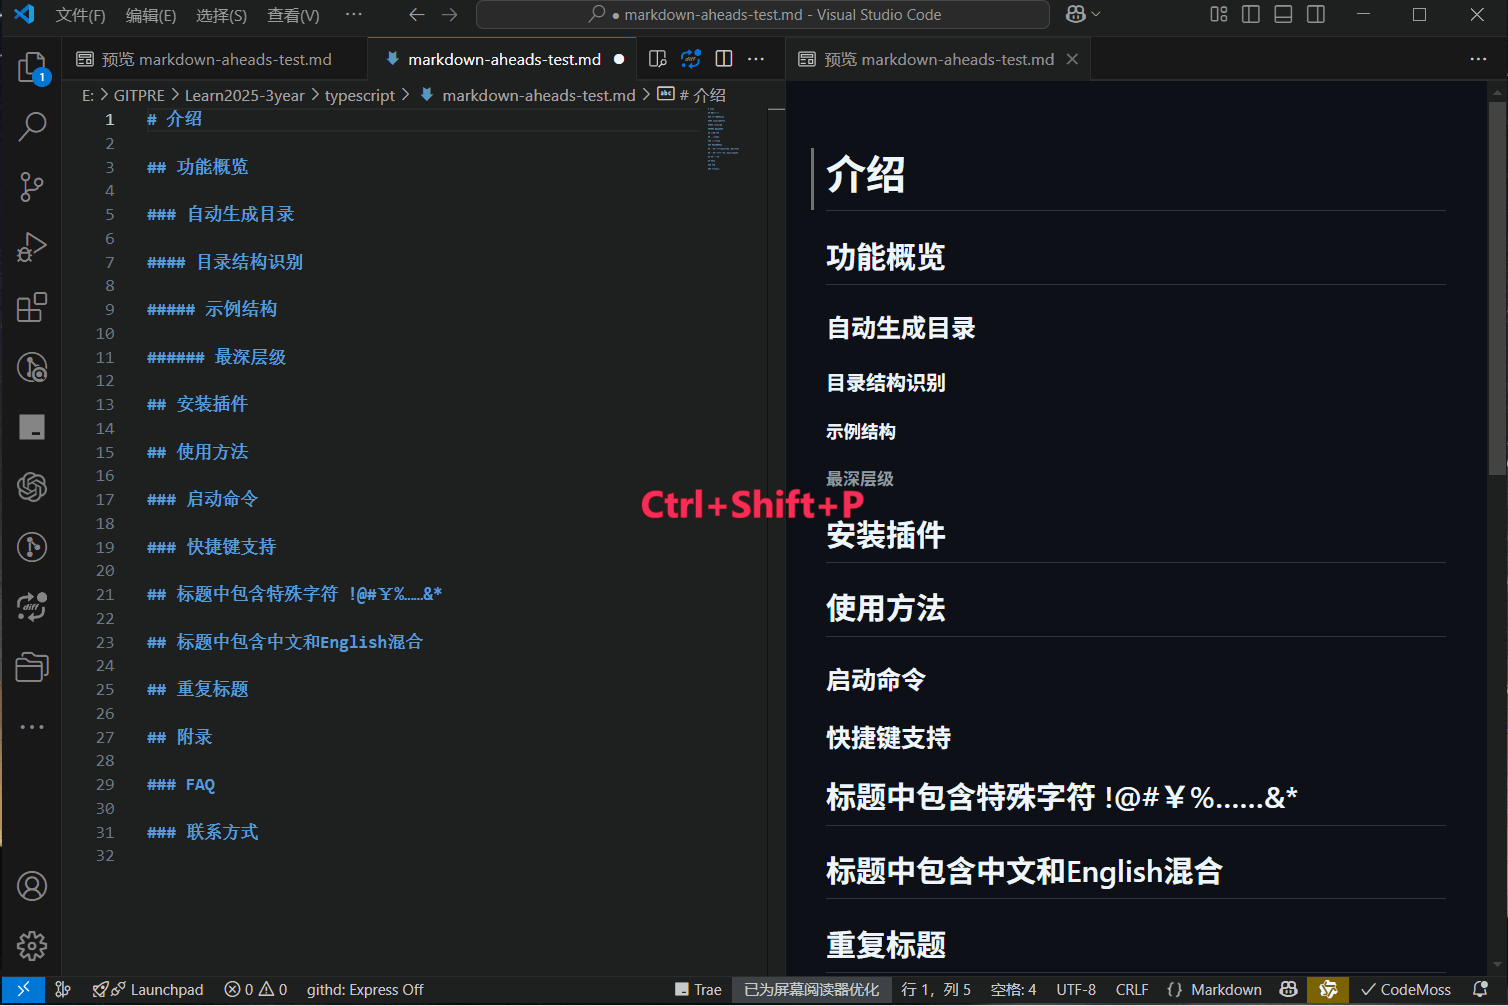 文件(F) 编辑(E) 选择(S) 查看(V) ··· ● markdown-aheads-test.md - Visual Studio Code
预览 markdown-aheads-test.md markdown-aheads-test.md ● diff ··· 预览 markdown-aheads-test.md ···
1
E: > GITPRE > Learn2025-3year > typescript > markdown-aheads-test.md > abc # 介绍
1 # 介绍
2
3 ## 功能概览
4
5 ### 自动生成目录
6
7 #### 目录结构识别
8
9 ##### 示例结构
10
11 ###### 最深层级
12
13 ## 安装插件
14
15 ## 使用方法
16
17 ### 启动命令
18
19 ### 快捷键支持
20
21 ## 标题中包含特殊字符 !@#￥%……&*
22
23 ## 标题中包含中文和English混合
24
25 ## 重复标题
26
27 ## 附录
28
29 ### FAQ
30
31 ### 联系方式
32
diff
···
Ctrl+Shift+P
介绍
功能概览
自动生成目录
目录结构识别
示例结构
最深层级
安装插件
使用方法
启动命令
快捷键支持
标题中包含特殊字符 !@#￥%……&*
标题中包含中文和English混合
重复标题
Launchpad 0 0 githd: Express Off Trae 已为屏幕阅读器优化 行 1，列 5 空格: 4 UTF-8 CRLF {} Markdown CodeMoss